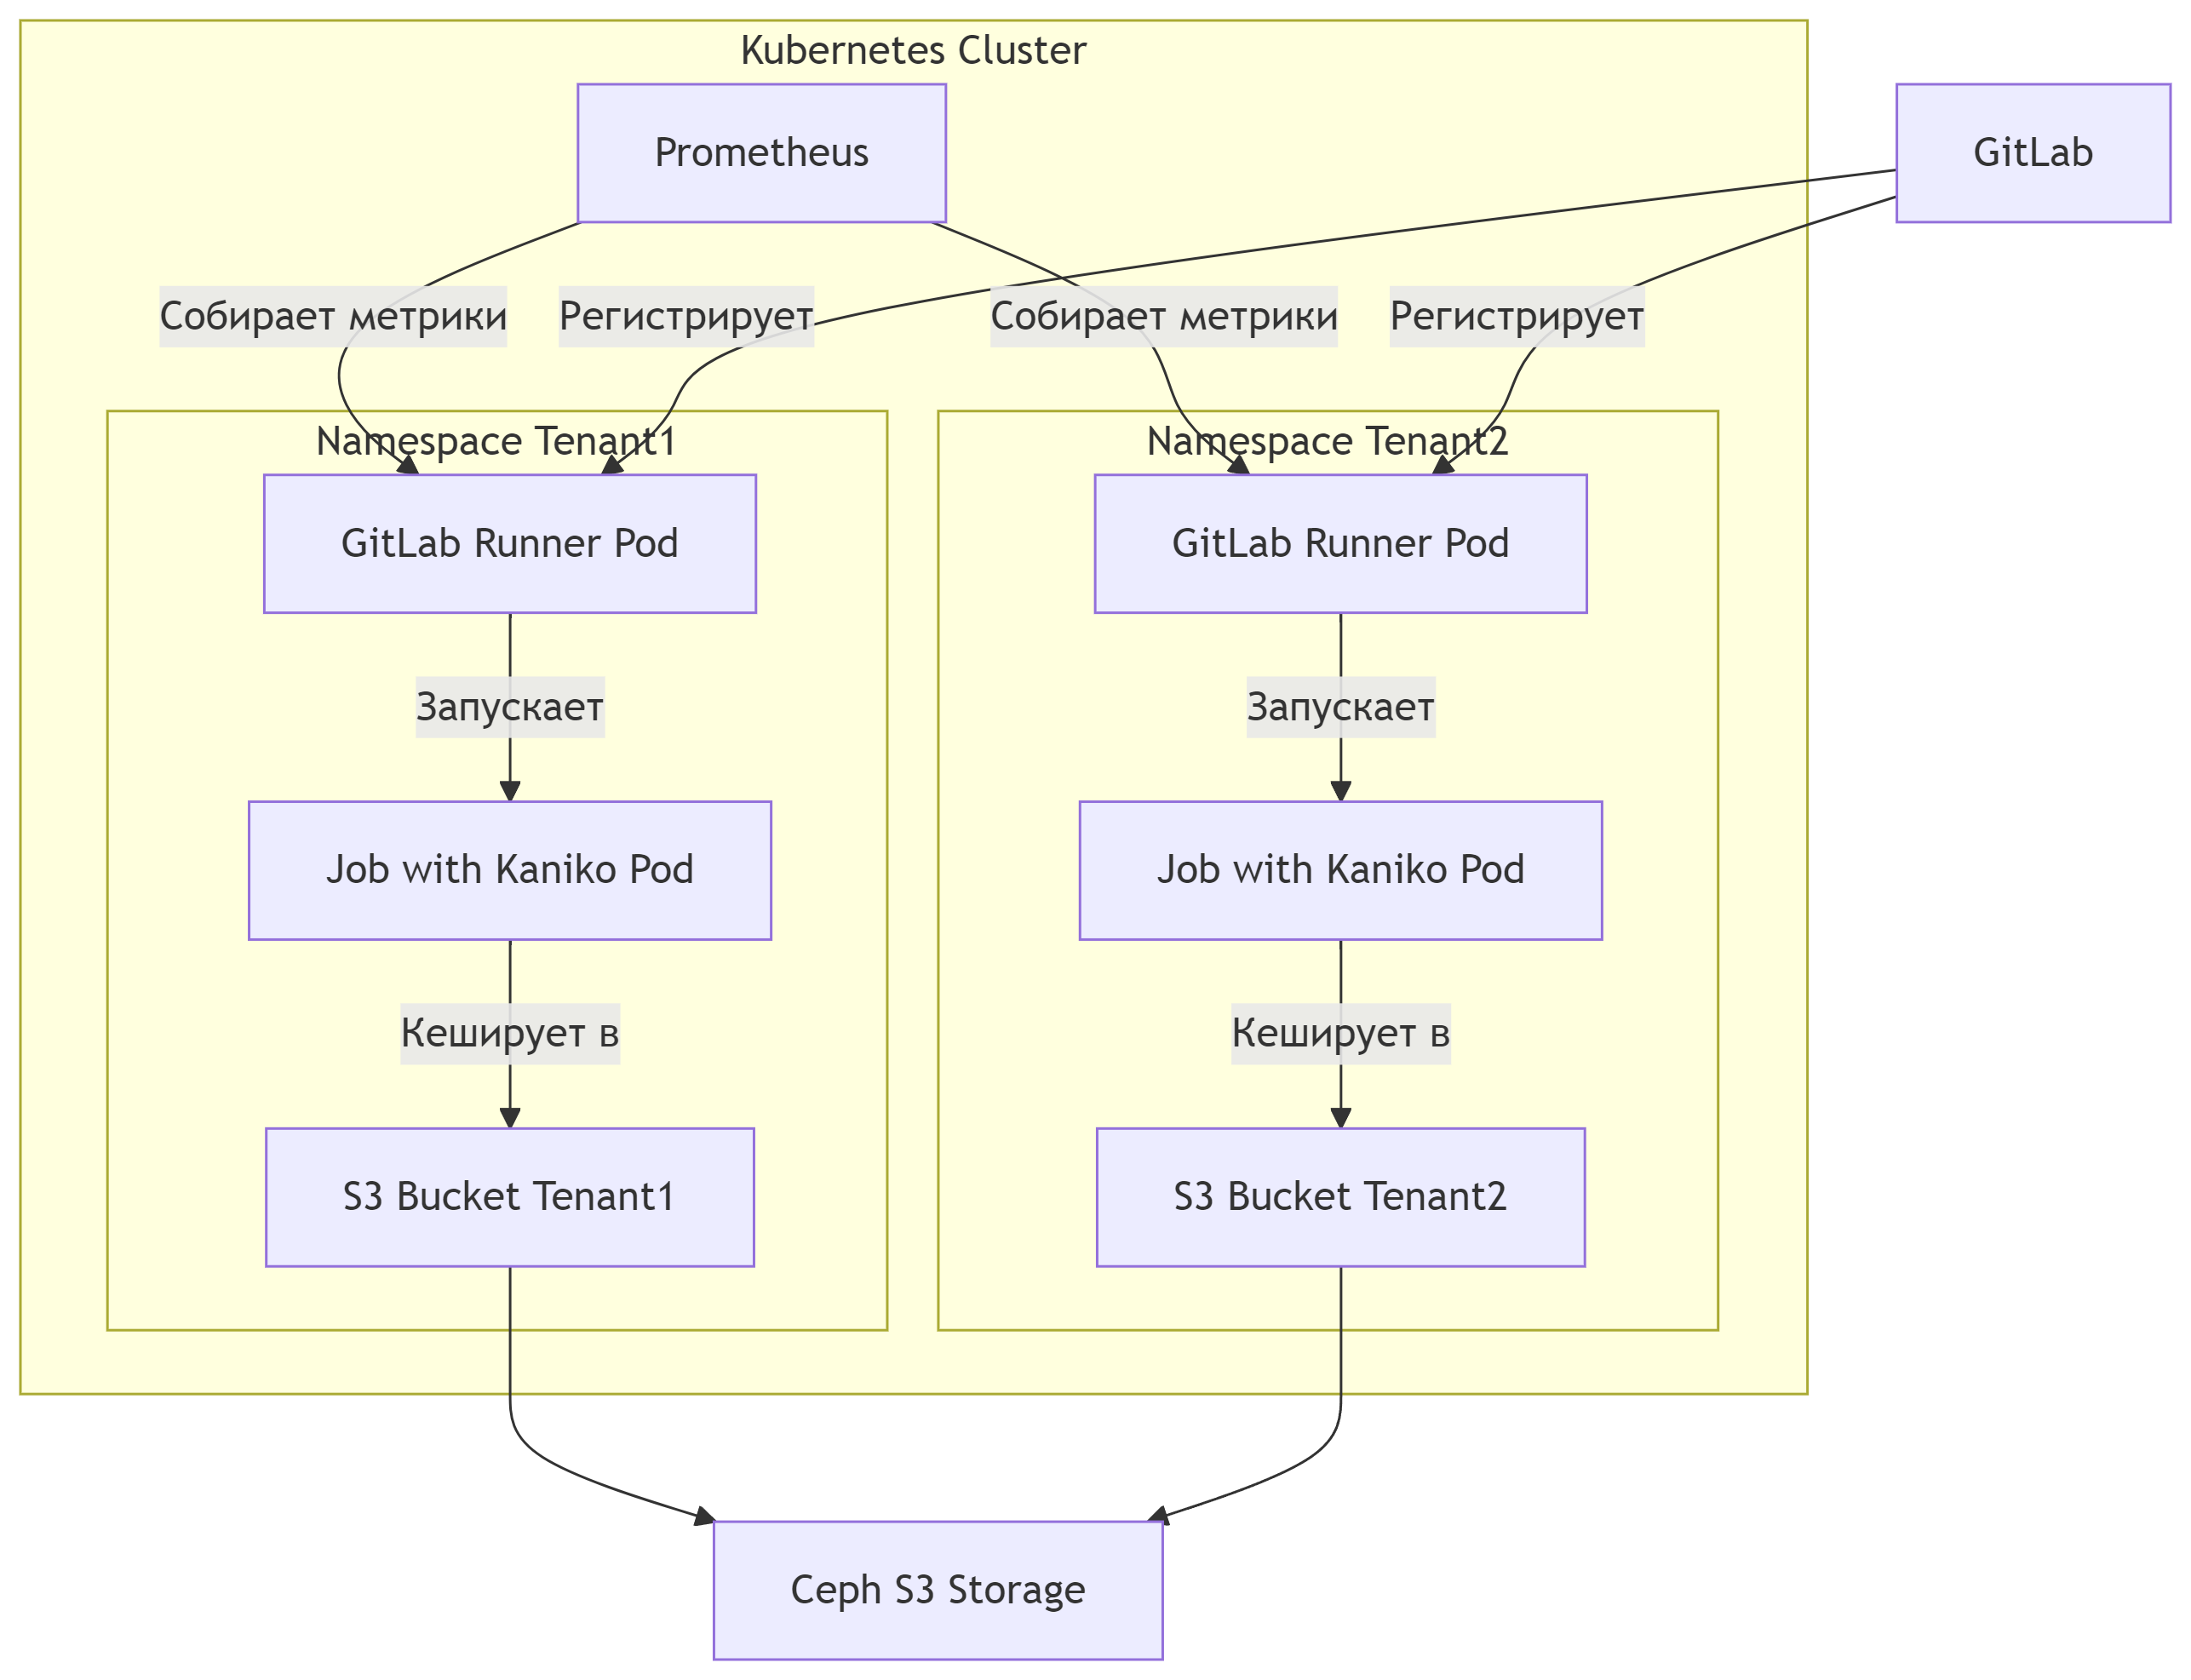 Kubernetes Cluster
Prometheus
GitLab
Собирает метрики
Регистрирует
Собирает метрики
Регистрирует
Namespace Tenant1
Namespace Tenant2
GitLab Runner Pod
GitLab Runner Pod
Запускает
Запускает
Job with Kaniko Pod
Job with Kaniko Pod
Кеширует в
Кеширует в
S3 Bucket Tenant1
S3 Bucket Tenant2
Ceph S3 Storage